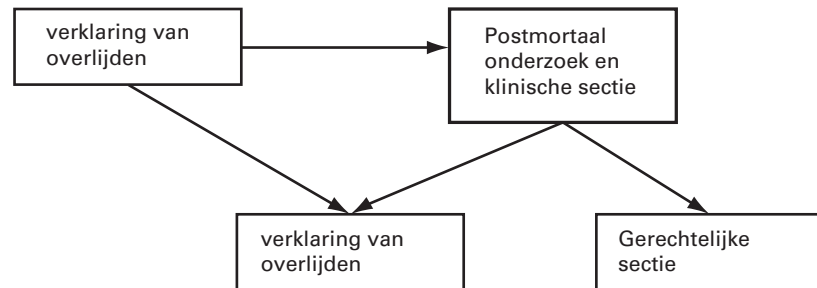 verklaring van
overlijden
Postmortaal
onderzoek en
klinische sectie
verklaring van
overlijden
Gerechtelijke
sectie